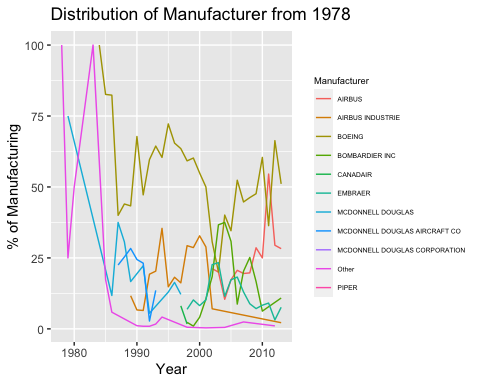 Distribution of Manufacturer from 1978
% of Manufacturing
100
75
50
25
0
1980
1990
2000
2010
Year
Manufacturer
AIRBUS
AIRBUS INDUSTRIE
BOEING
BOMBARDIER INC
CANADAIR
EMBRAER
MCDONNELL DOUGLAS
MCDONNELL DOUGLAS AIRCRAFT CO
MCDONNELL DOUGLAS CORPORATION
Other
PIPER